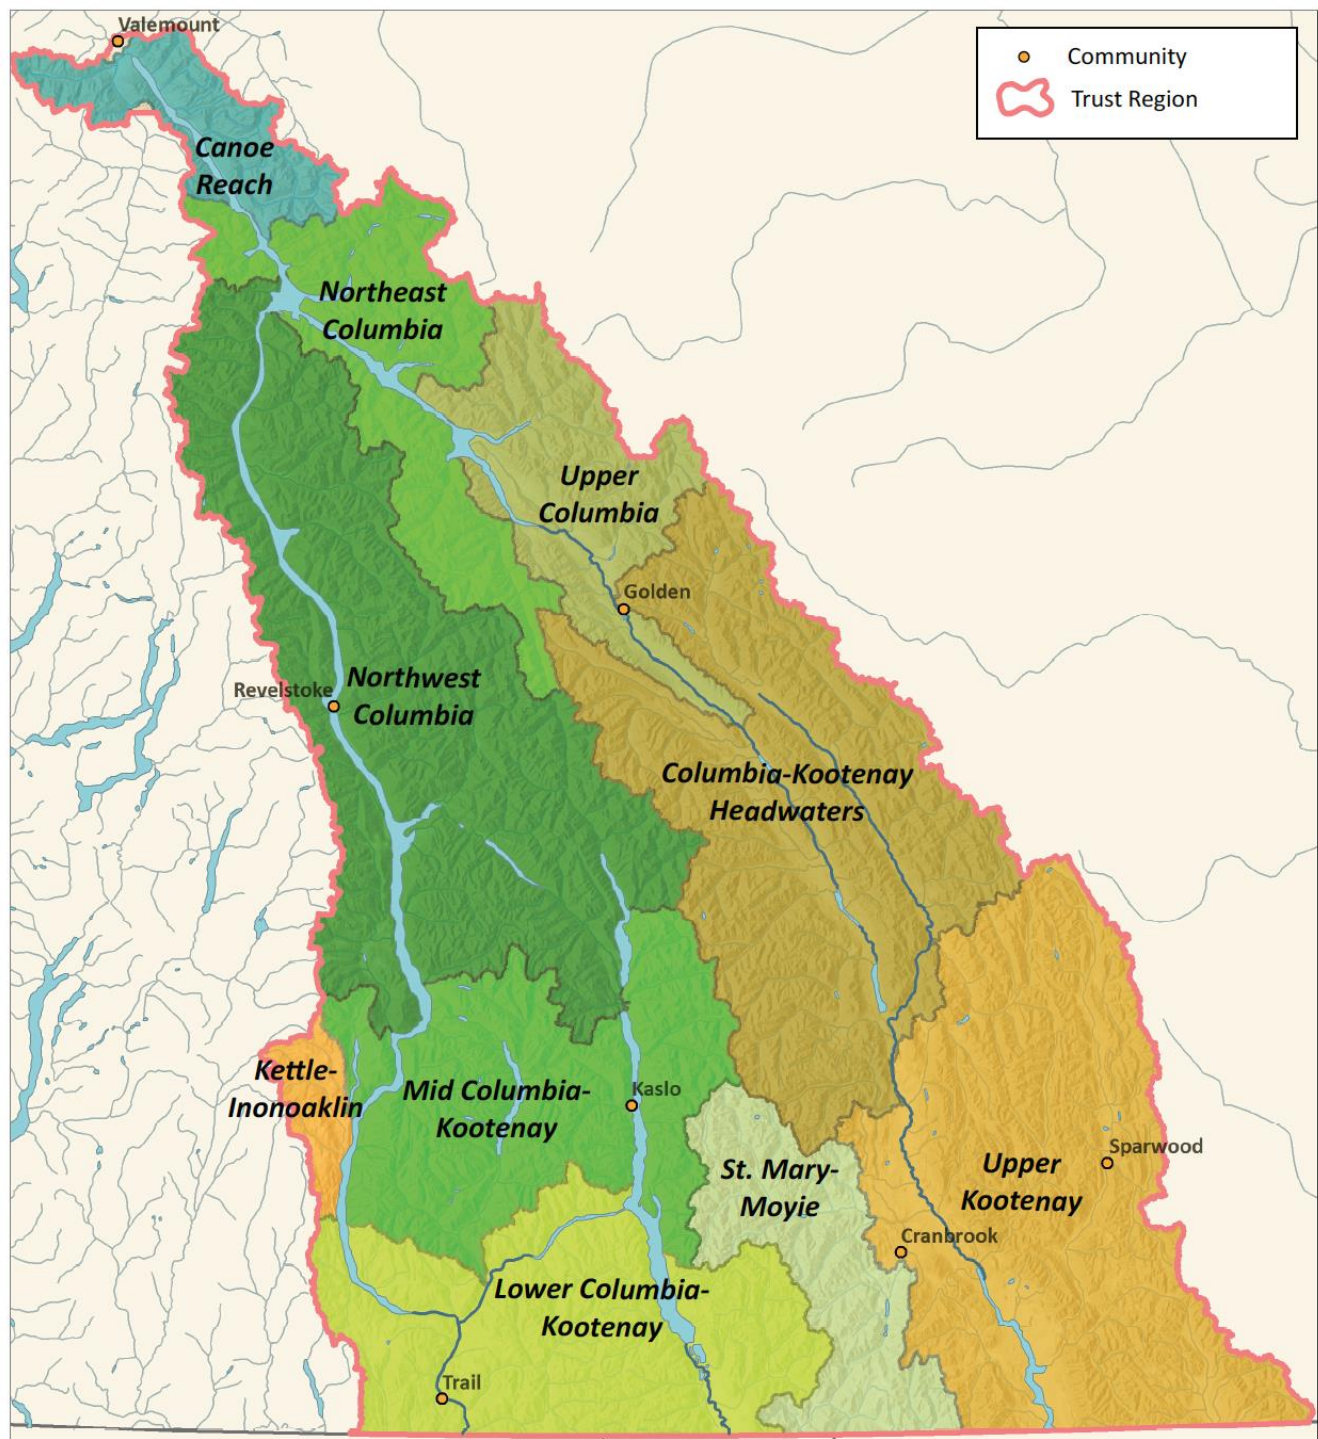 Valemount
Community
Trust Region
Canoe
Reach
Northeast
Columbia
Upper
Columbia
Golden
Northwest
Columbia
Revelstoke
Columbia-Kootenay
Headwaters
Kettle-
Inonoaklin
Mid Columbia-
Kootenay
Kaslo
St. Mary-
Moyie
Upper
Kootenay
Sparwood
Cranbrook
Lower Columbia-
Kootenay
Trail